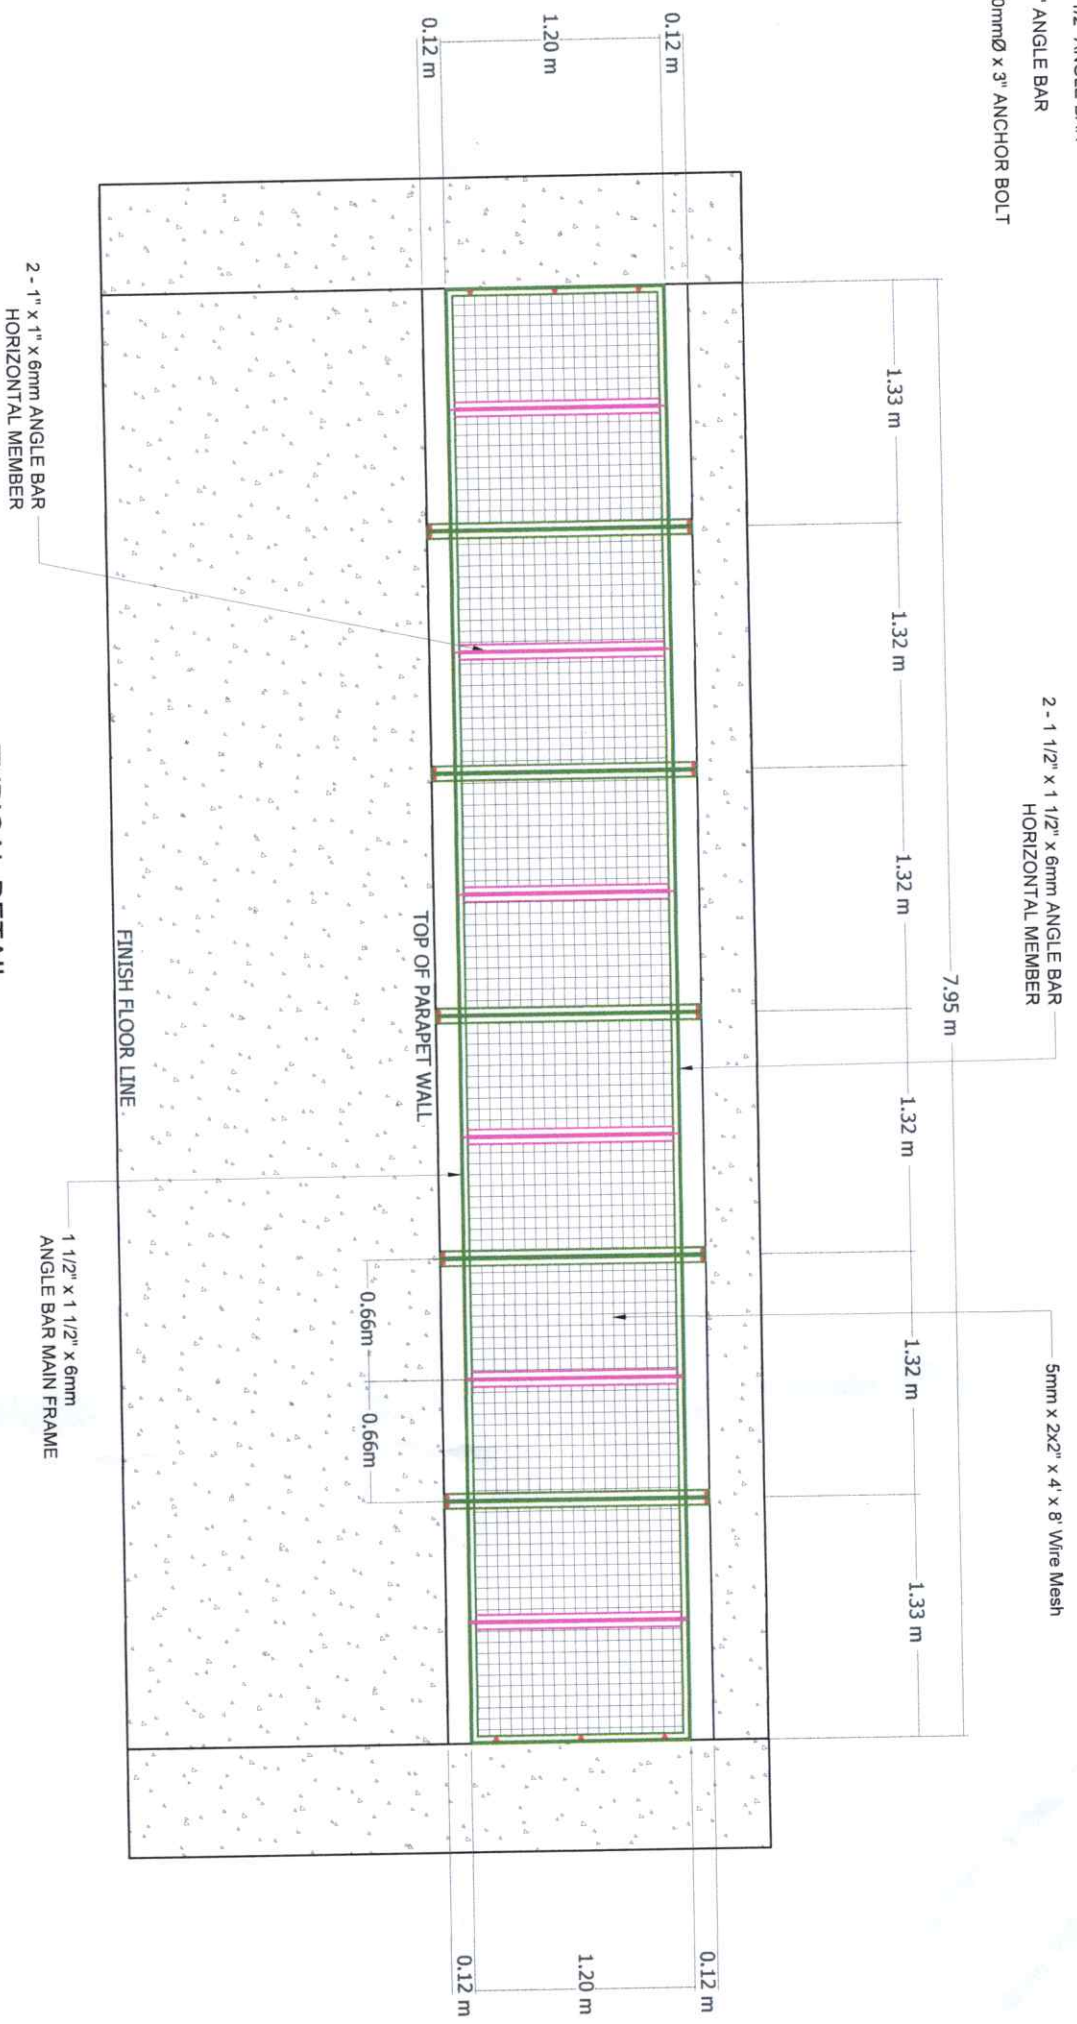 ANGLE BAR
0mmØ x 3" ANCHOR BOLT
2 - 1 1/2" x 1 1/2" x 6mm ANGLE BAR
HORIZONTAL MEMBER
5mm x 2x2" x 4' x 8' Wire Mesh
7.95 m
1.33 m
1.32 m
1.32 m
1.32 m
1.32 m
1.33 m
0.12 m
1.20 m
0.12 m
0.12 m
1.20 m
0.12 m
TOP OF PARAPET WALL
0.66m
0.66m
FINISH FLOOR LINE
2 - 1" x 1" x 6mm ANGLE BAR
HORIZONTAL MEMBER
1 1/2" x 1 1/2" x 6mm
ANGLE BAR MAIN FRAME